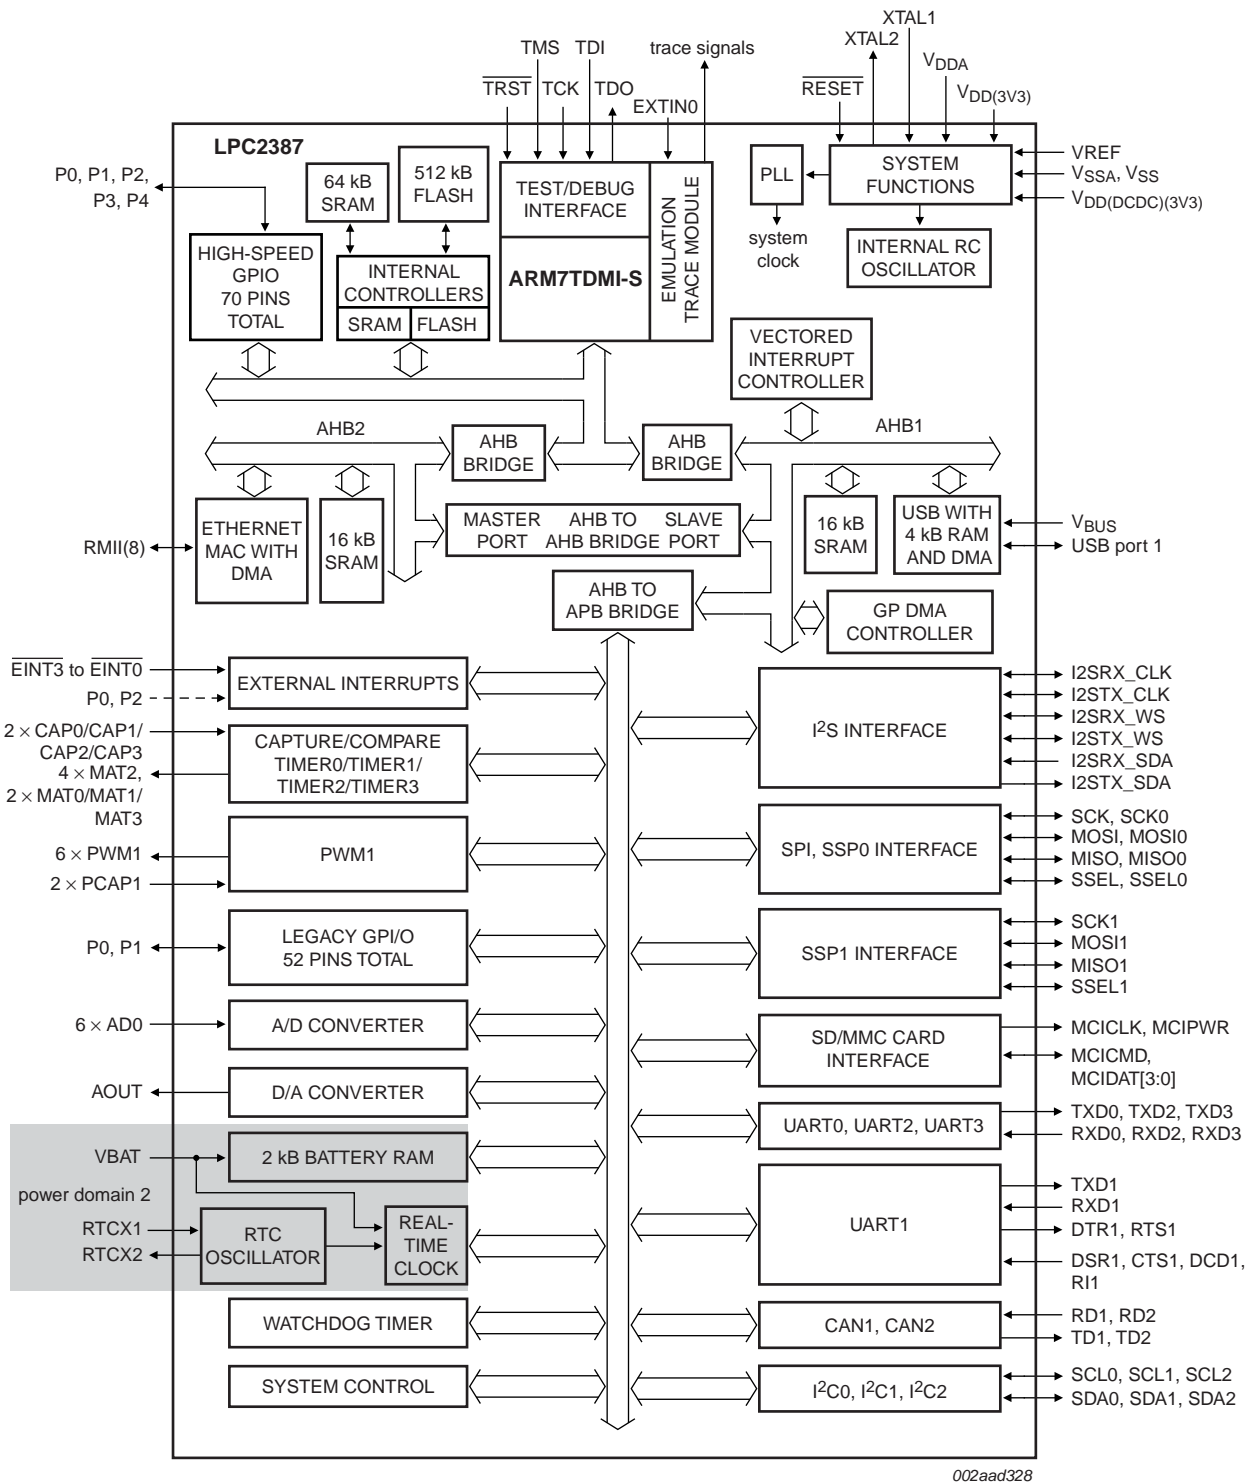 XTAL1
XTAL2
TMS TDI
trace signals
VDDA
TRST TCK TDO
RESET
VDD(3V3)
EXTIN0
LPC2387
P0, P1, P2,
P3, P4
64 kB
SRAM
512 kB
FLASH
TEST/DEBUG
INTERFACE
EMULATION
TRACE MODULE
PLL
SYSTEM
FUNCTIONS
VREF
VSSA, VSS
VDD(DCDC)(3V3)
system
clock
INTERNAL RC
OSCILLATOR
HIGH-SPEED
GPIO
70 PINS
TOTAL
INTERNAL
CONTROLLERS
SRAM FLASH
ARM7TDMI-S
VECTORED
INTERRUPT
CONTROLLER
AHB2
AHB
BRIDGE
AHB
BRIDGE
AHB1
ETHERNET
MAC WITH
DMA
16 kB
SRAM
MASTER AHB TO SLAVE
PORT AHB BRIDGE PORT
16 kB
SRAM
USB WITH
4 kB RAM
AND DMA
VBUS
USB port 1
RMII(8)
AHB TO
APB BRIDGE
GP DMA
CONTROLLER
EINT3 to EINT0
P0, P2
EXTERNAL INTERRUPTS
2 × CAP0/CAP1/
CAP2/CAP3
4 × MAT2,
2 × MAT0/MAT1/
MAT3
CAPTURE/COMPARE
TIMER0/TIMER1/
TIMER2/TIMER3
I2S INTERFACE
I2SRX_CLK
I2STX_CLK
I2SRX_WS
I2STX_WS
I2SRX_SDA
I2STX_SDA
6 × PWM1
2 × PCAP1
PWM1
SPI, SSP0 INTERFACE
SCK, SCK0
MOSI, MOSI0
MISO, MISO0
SSEL, SSEL0
P0, P1
LEGACY GPI/O
52 PINS TOTAL
SSP1 INTERFACE
SCK1
MOSI1
MISO1
SSEL1
6 × AD0
A/D CONVERTER
SD/MMC CARD
INTERFACE
MCICLK, MCIPWR
MCICMD,
MCIDAT[3:0]
AOUT
D/A CONVERTER
UART0, UART2, UART3
TXD0, TXD2, TXD3
RXD0, RXD2, RXD3
VBAT
2 kB BATTERY RAM
power domain 2
RTCX1
RTCX2
RTC
OSCILLATOR
REAL-
TIME
CLOCK
UART1
TXD1
RXD1
DTR1, RTS1
DSR1, CTS1, DCD1,
RI1
WATCHDOG TIMER
CAN1, CAN2
RD1, RD2
TD1, TD2
SYSTEM CONTROL
I2C0, I2C1, I2C2
SCL0, SCL1, SCL2
SDA0, SDA1, SDA2
002aad328